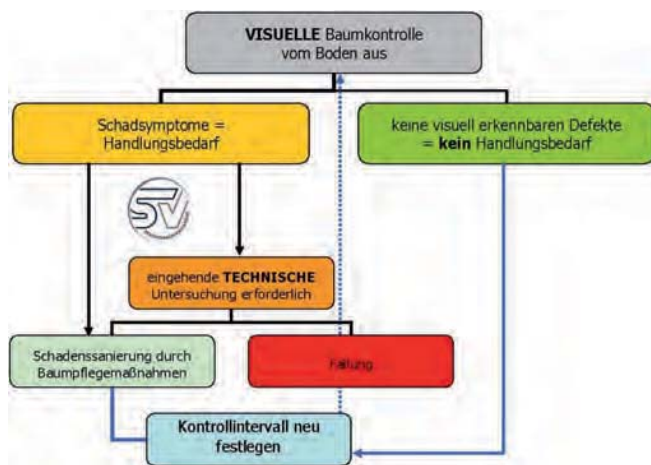 VISUELLE Baumkontrolle
vom Boden aus
Schadsymptome =
Handlungsbedarf
keine visuell erkennbaren Defekte
= kein Handlungsbedarf
SV
eingehende TECHNISCHE
Untersuchung erforderlich
Schadenssanierung durch
Baumpflegemaßnahmen
Fällung
Kontrollintervall neu
festlegen